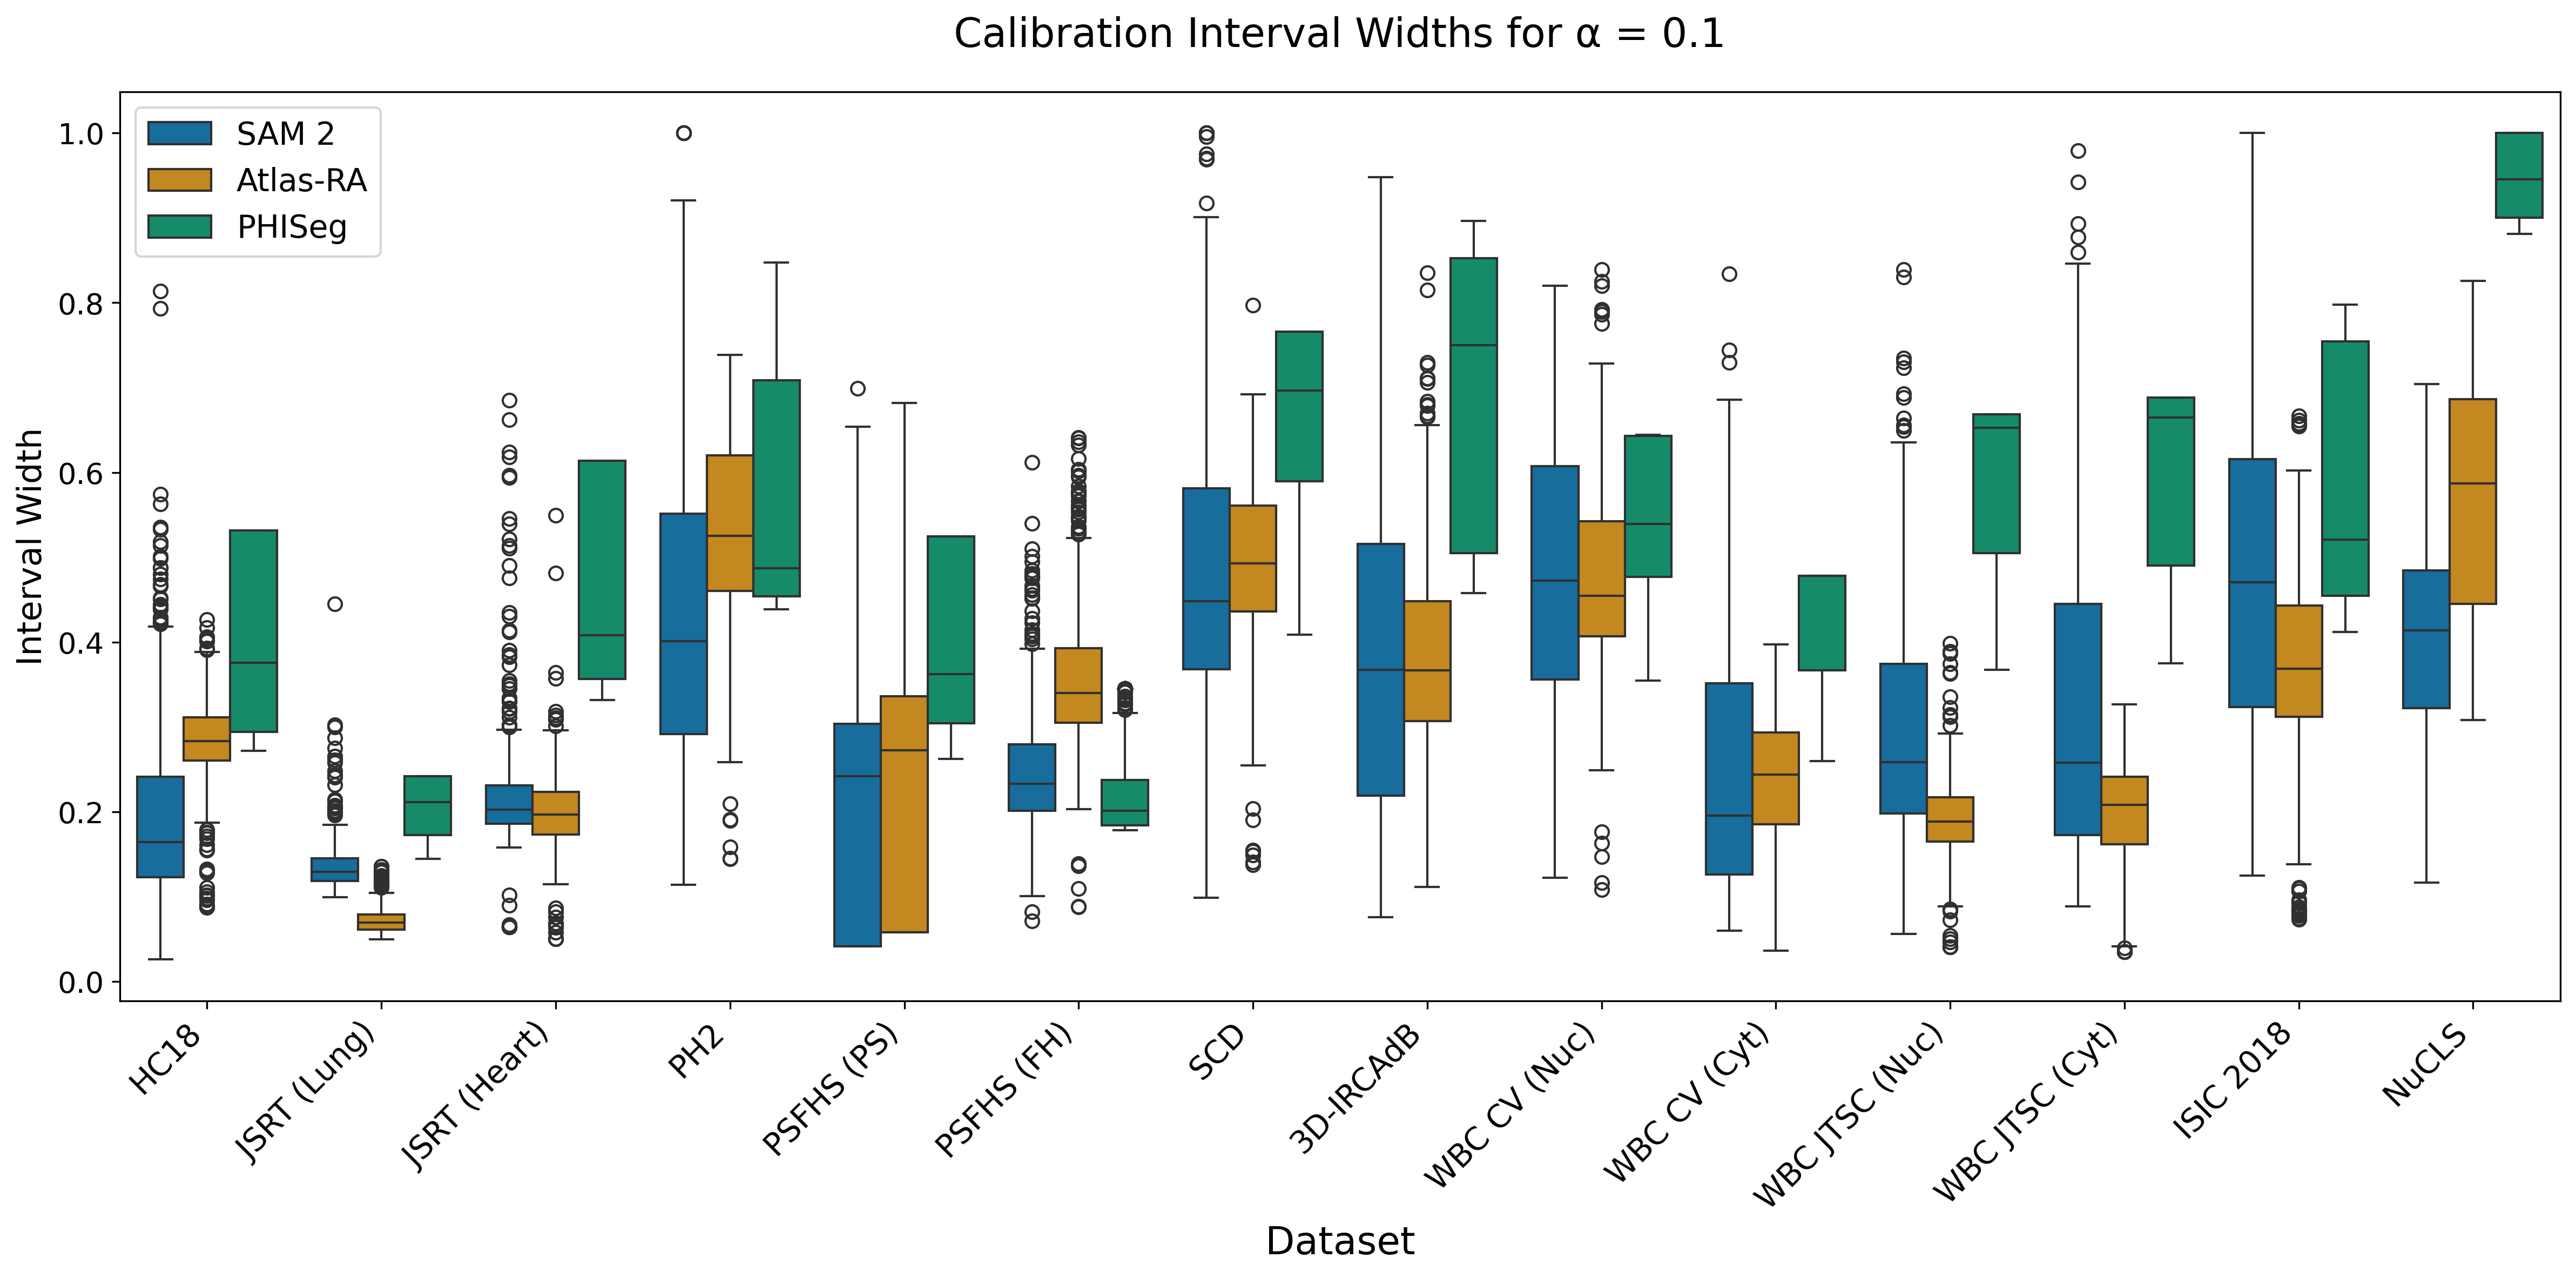 Calibration Interval Widths for α = 0.1
SAM 2
Atlas-RA
PHISeg
Interval Width
1.0
0.8
0.6
0.4
0.2
0.0
HC18
JSRT (Lung)
JSRT (Heart)
PH2
PSFHS (PS)
PSFHS (FH)
SCD
3D-IRCAdB
WBC CV (Nuc)
WBC CV (Cyt)
WBC JTSC (Nuc)
WBC JTSC (Cyt)
ISIC 2018
NuCLS
Dataset